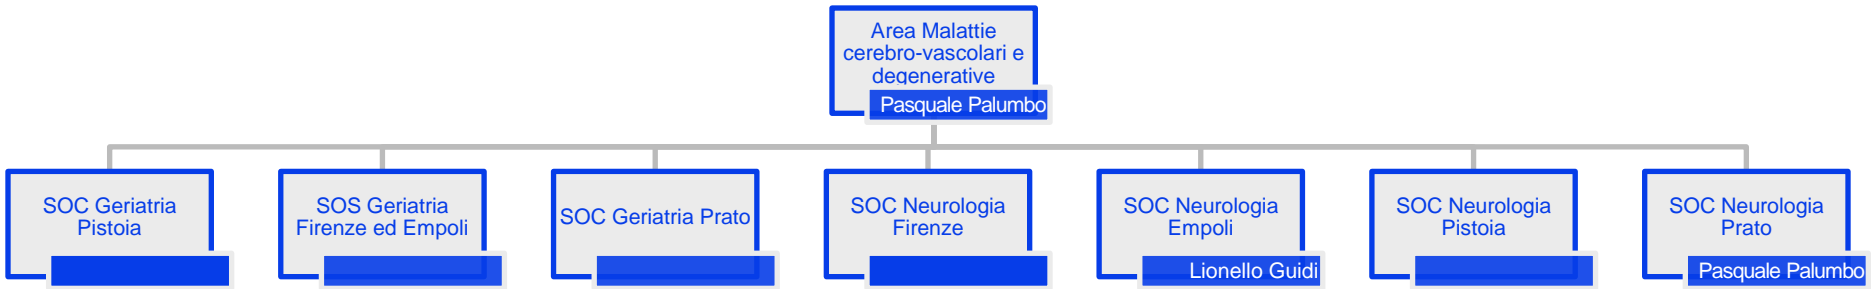 Area Malattie
cerebro-vascolari e
degenerative
Pasquale Palumbo
SOC Geriatria
Pistoia
SOS Geriatria
Firenze ed Empoli
SOC Geriatria Prato
SOC Neurologia
Firenze
SOC Neurologia
Empoli
Lionello Guidi
SOC Neurologia
Pistoia
SOC Neurologia
Prato
Pasquale Palumbo